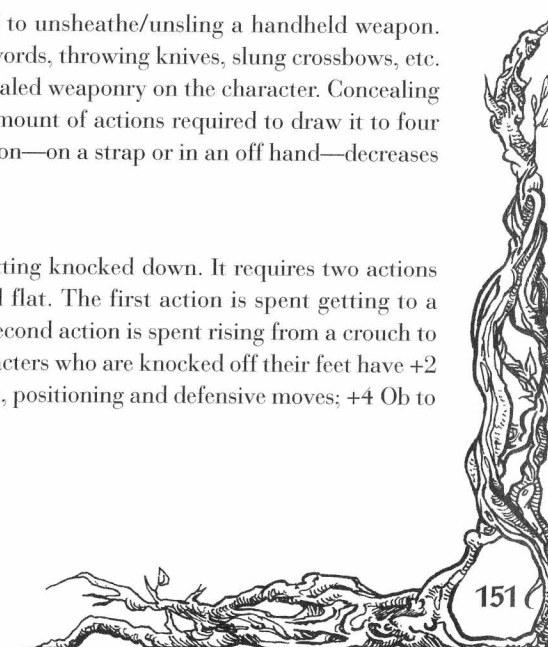 to unsheathe/unsling a handheld weapon.
ords, throwing knives, slung crossbows, etc.
aled weaponry on the character. Concealing
mount of actions required to draw it to four
on—on a strap or in an off hand—decreases
ting knocked down. It requires two actions
l flat. The first action is spent getting to a
econd action is spent rising from a crouch to
cters who are knocked off their feet have +2
, positioning and defensive moves; +4 Ob to
151